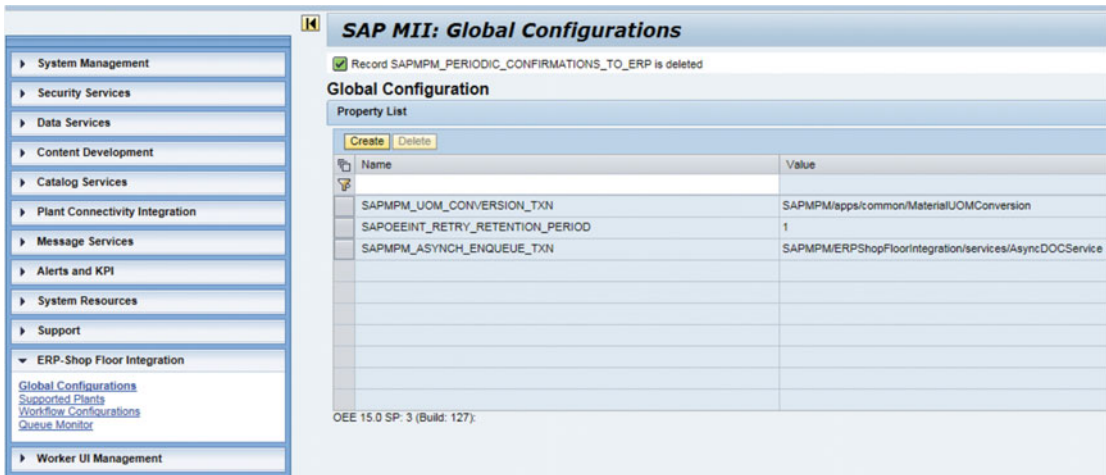 SAP MII: Global Configurations
System Management
Security Services
Data Services
Content Development
Catalog Services
Plant Connectivity Integration
Message Services
Alerts and KPI
System Resources
Support
ERP-Shop Floor Integration
Global Configurations
Supported Plants
Workflow Configurations
Queue Monitor
Worker UI Management
Record SAPMPM_PERIODIC_CONFIRMATIONS_TO_ERP is deleted
Global Configuration
Property List
Create Delete
Name Value
SAPMPM_UOM_CONVERSION_TXN SAPMPM/apps/common/MaterialUOMConversion
SAPOEEINT_RETRY_RETENTION_PERIOD 1
SAPMPM_ASYNCH_ENQUEUE_TXN SAPMPM/ERPShopFloorIntegration/services/AsyncDOCService
OEE 15.0 SP: 3 (Build: 127):